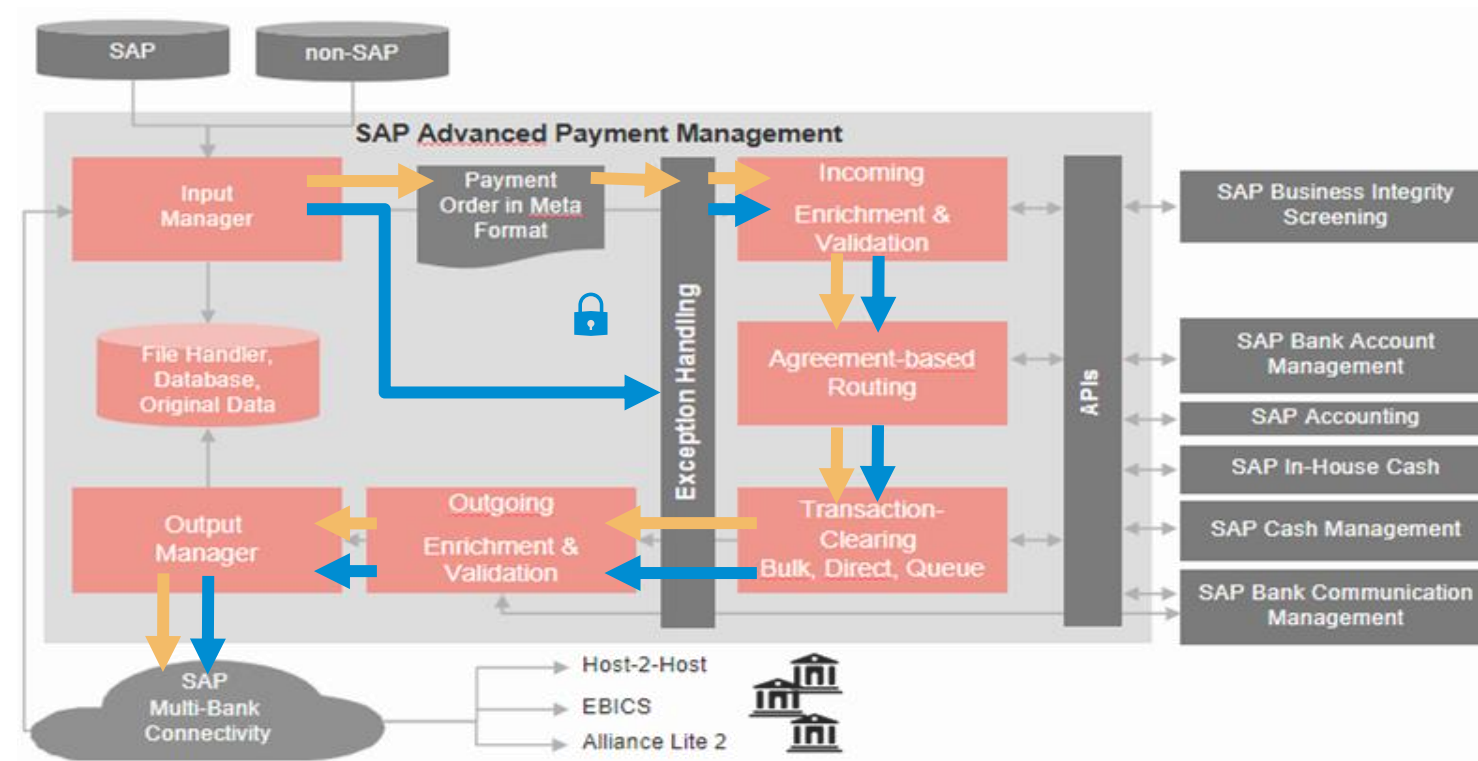 SAP
non-SAP
SAP Advanced Payment Management
Input
Manager
Payment
Order in Meta
Format
Incoming
Enrichment &
Validation
SAP Business Integrity
Screening
File Handler,
Database,
Original Data
Exception Handling
Agreement-based
Routing
APIs
SAP Bank Account
Management
SAP Accounting
SAP In-House Cash
Output
Manager
Outgoing
Enrichment &
Validation
Transaction-
Clearing
Bulk, Direct, Queue
SAP Cash Management
SAP Bank Communication
Management
SAP
Multi-Bank
Connectivity
Host-2-Host
EBICS
Alliance Lite 2